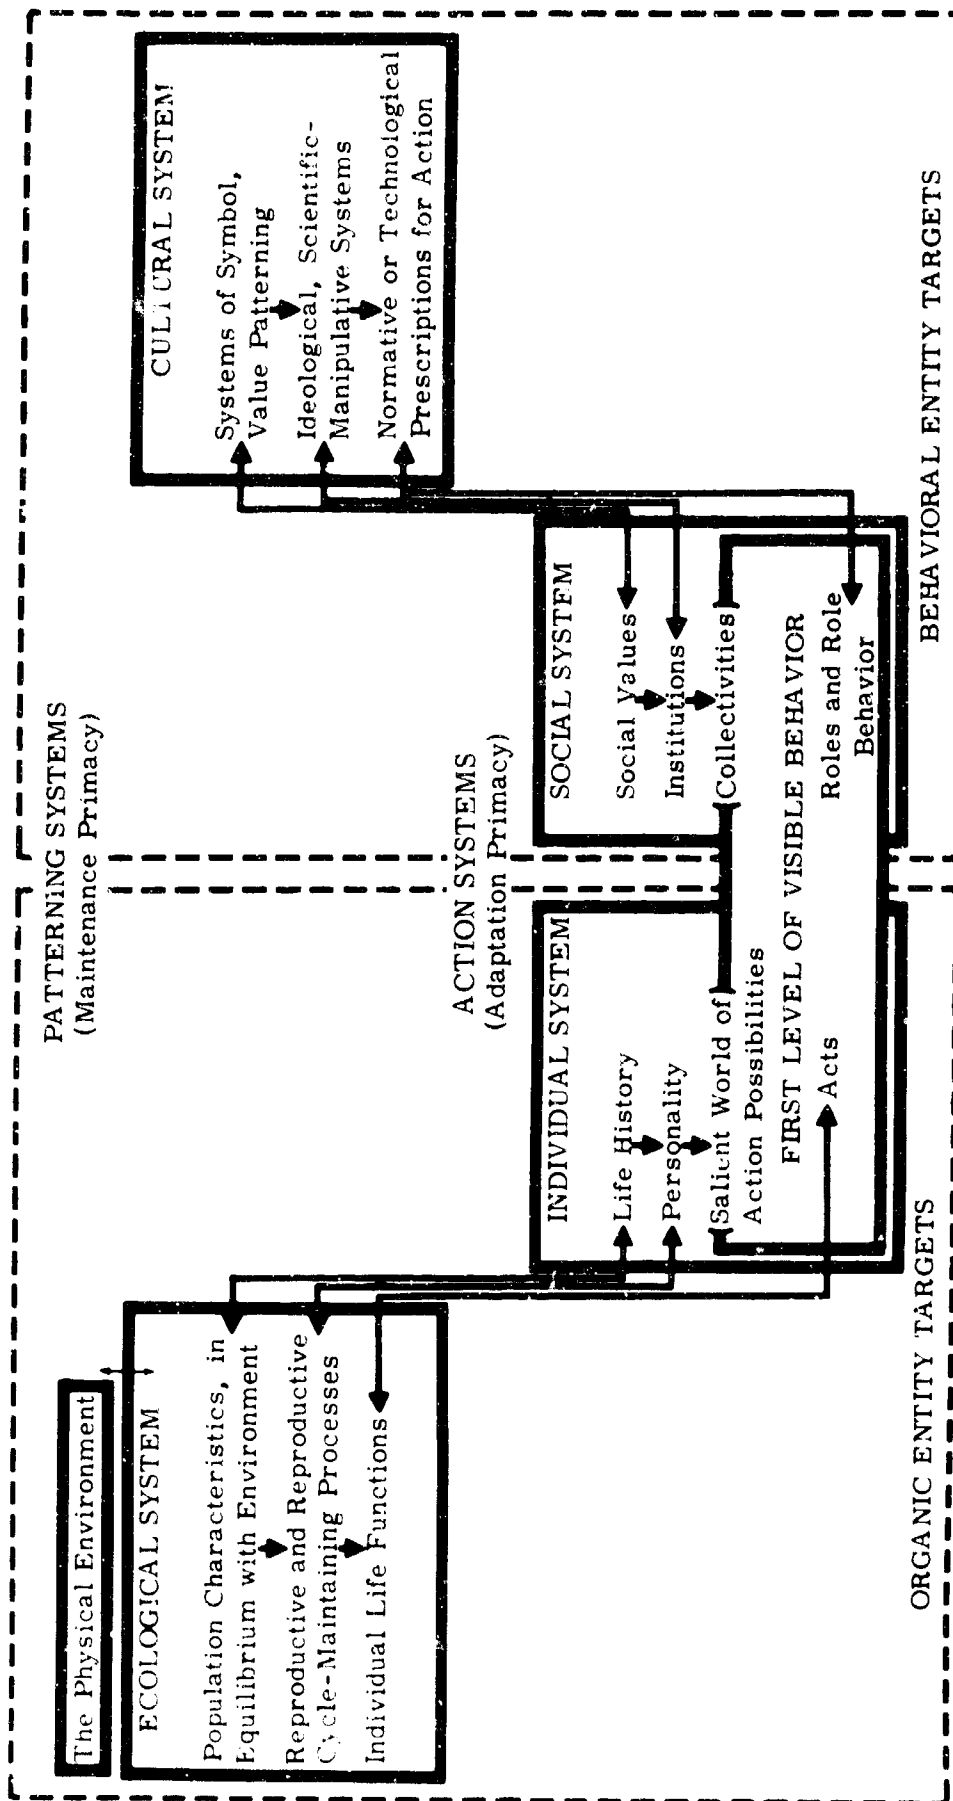 PATTERNING SYSTEMS
(Maintenance Primacy)
The Physical Environment
ECOLOGICAL SYSTEM
Population Characteristics, in
Equilibrium with Environment
Reproductive and Reproductive
Cycle-Maintaining Processes
Individual Life Functions
CULTURAL SYSTEM
Systems of Symbol,
Value Patterning
Ideological, Scientific-
Manipulative Systems
Normative or Technological
Prescriptions for Action
ACTION SYSTEMS
(Adaptation Primacy)
INDIVIDUAL SYSTEM
Life History
Personality
Salient World of
Action Possibilities
SOCIAL SYSTEM
Social Values
Institutions
Collectivities
FIRST LEVEL OF VISIBLE BEHAVIOR
Acts
Roles and Role
Behavior
ORGANIC ENTITY TARGETS
BEHAVIORAL ENTITY TARGETS